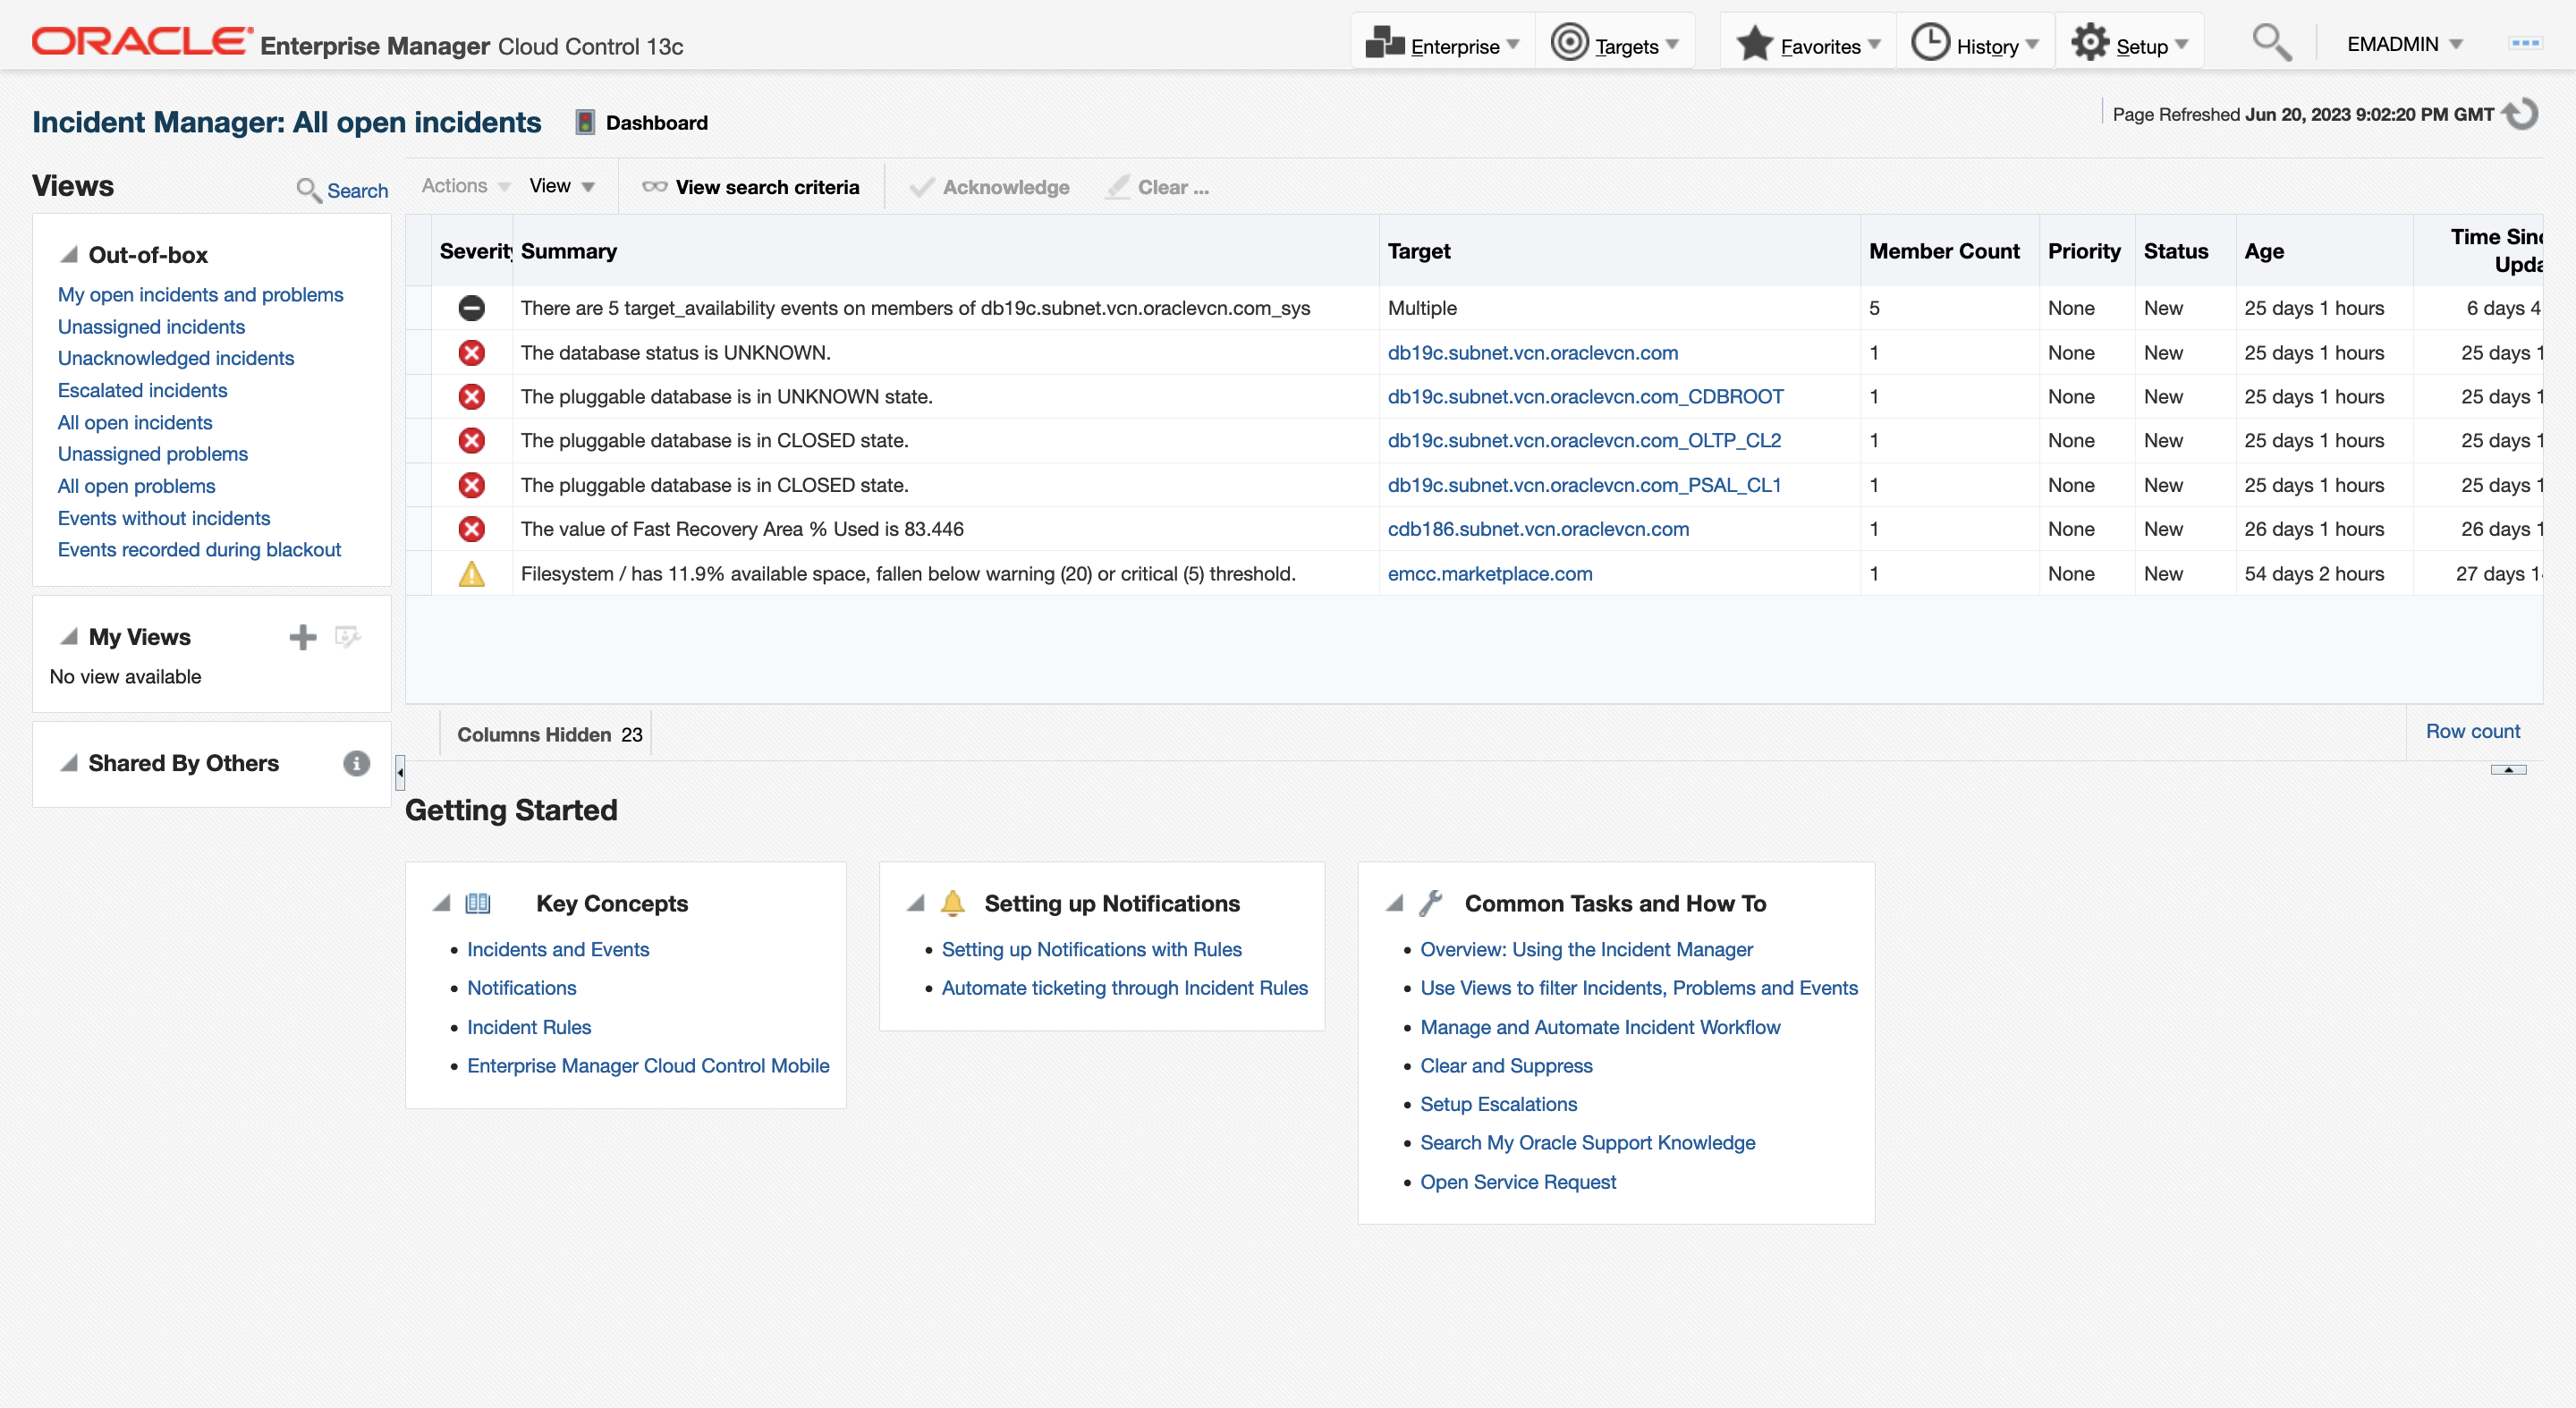 ORACLE Enterprise Manager Cloud Control 13c
Enterprise
Targets
Favorites
History
Setup
EMADMIN
Incident Manager: All open incidents
Dashboard
Page Refreshed Jun 20, 2023 9:02:20 PM GMT
Views
Search
Out-of-box
My open incidents and problems
Unassigned incidents
Unacknowledged incidents
Escalated incidents
All open incidents
Unassigned problems
All open problems
Events without incidents
Events recorded during blackout
My Views
No view available
Shared By Others
Actions View View search criteria Acknowledge Clear ...
Severity Summary Target Member Count Priority Status Age Time Sinc
Upda
There are 5 target_availability events on members of db19c.subnet.vcn.oraclevcn.com_sys Multiple 5 None New 25 days 1 hours 6 days 4
The database status is UNKNOWN. db19c.subnet.vcn.oraclevcn.com 1 None New 25 days 1 hours 25 days 1
The pluggable database is in UNKNOWN state. db19c.subnet.vcn.oraclevcn.com_CDBROOT 1 None New 25 days 1 hours 25 days 1
The pluggable database is in CLOSED state. db19c.subnet.vcn.oraclevcn.com_OLTP_CL2 1 None New 25 days 1 hours 25 days 1
The pluggable database is in CLOSED state. db19c.subnet.vcn.oraclevcn.com_PSAL_CL1 1 None New 25 days 1 hours 25 days 1
The value of Fast Recovery Area % Used is 83.446 cdb186.subnet.vcn.oraclevcn.com 1 None New 26 days 1 hours 26 days 1
Filesystem / has 11.9% available space, fallen below warning (20) or critical (5) threshold. emcc.marketplace.com 1 None New 54 days 2 hours 27 days 1
Columns Hidden 23
Row count
Getting Started
Key Concepts
Incidents and Events
Notifications
Incident Rules
Enterprise Manager Cloud Control Mobile
Setting up Notifications
Setting up Notifications with Rules
Automate ticketing through Incident Rules
Common Tasks and How To
Overview: Using the Incident Manager
Use Views to filter Incidents, Problems and Events
Manage and Automate Incident Workflow
Clear and Suppress
Setup Escalations
Search My Oracle Support Knowledge
Open Service Request